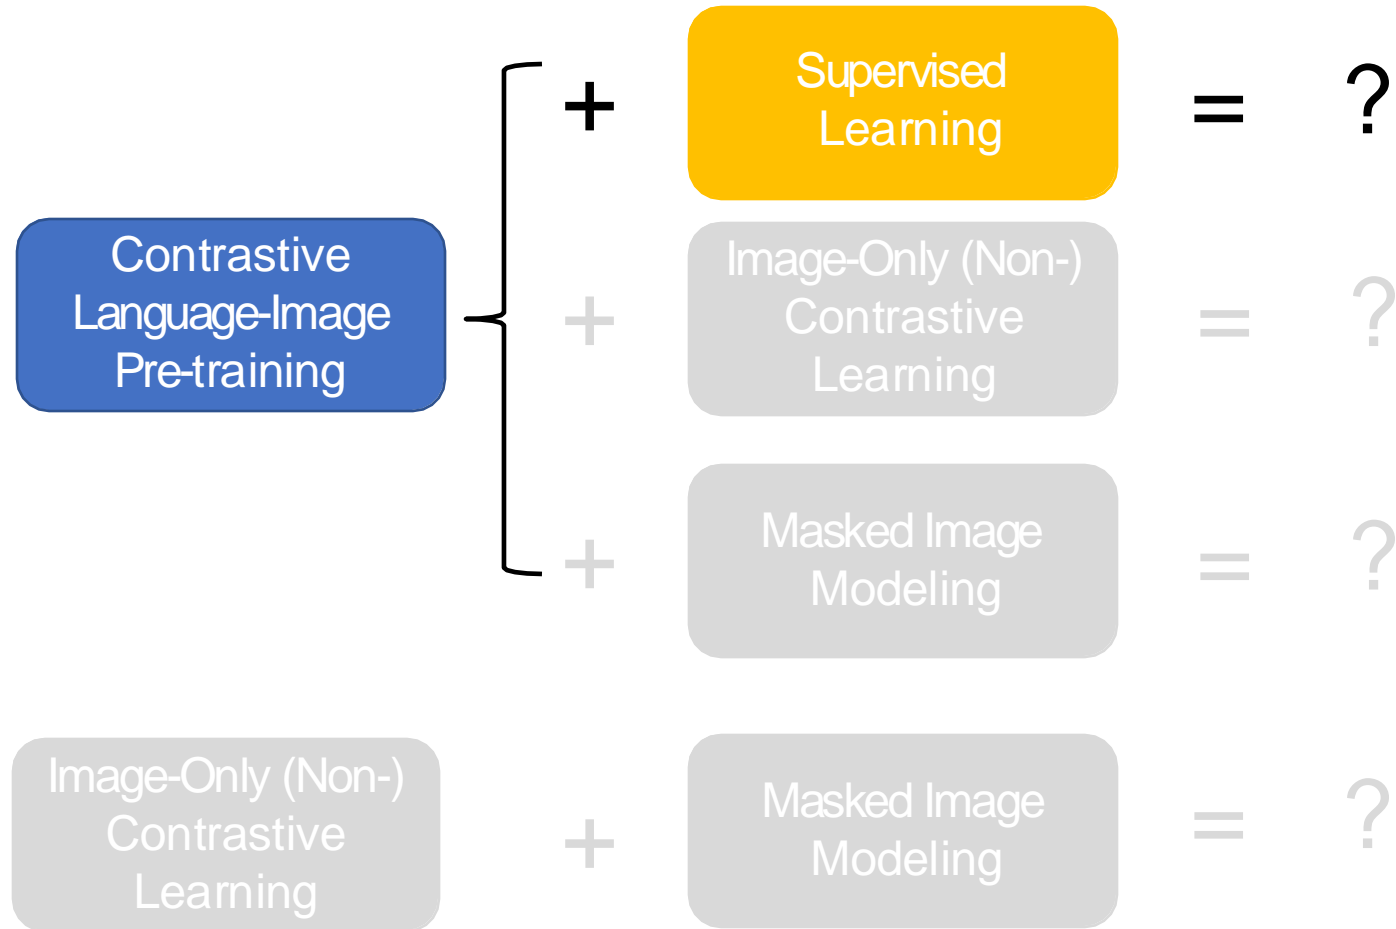 + Supervised = ?
Learning
Contrastive
Language-Image
Pre-training
+ Image-Only (Non-) = ?
Contrastive
Learning
+ Masked Image = ?
Modeling
Image-Only (Non-)
Contrastive
Learning
+ Masked Image = ?
Modeling